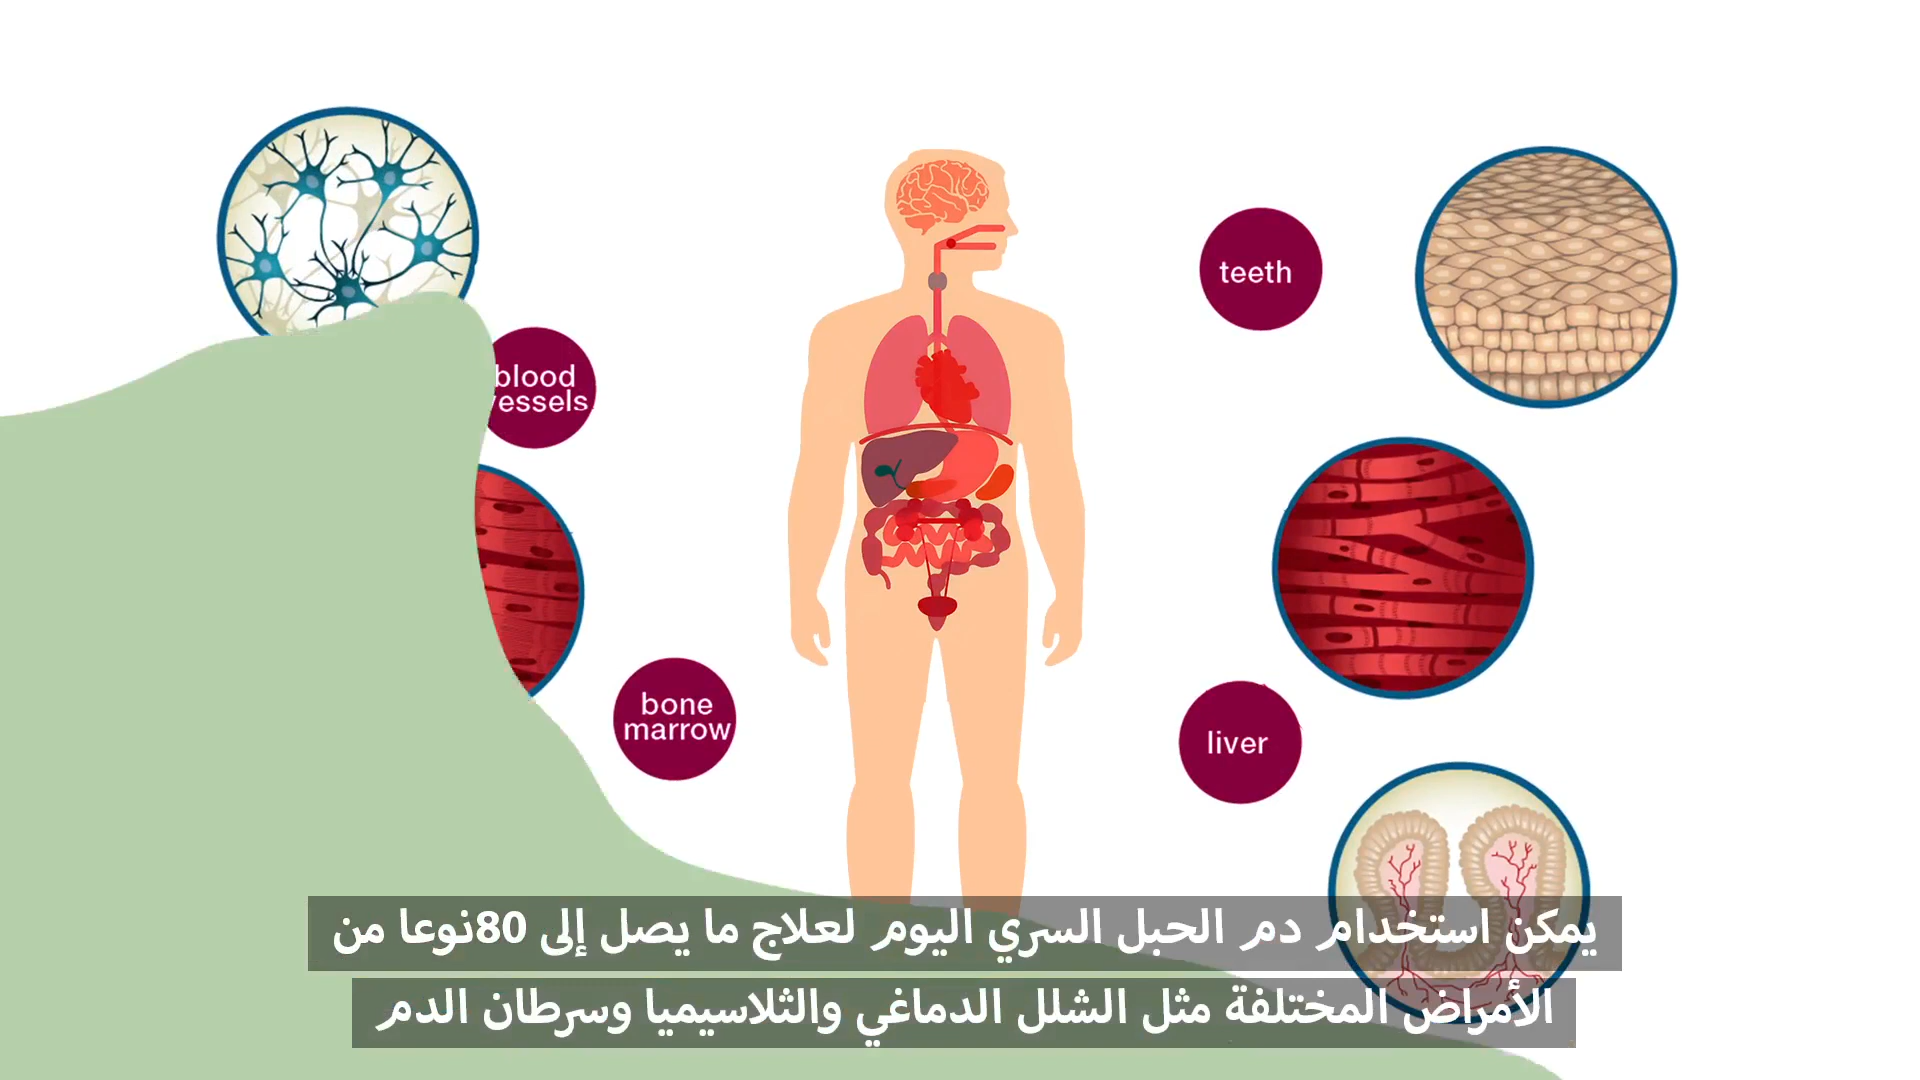 teeth
blood
vessels
bone
marrow
liver
يمكن استخدام دم الحبل السري اليوم لعلاج ما يصل إلى 80نوعا من
الأمراض المختلفة مثل الشلل الدماغي والثلاسيميا وسرطان الدم